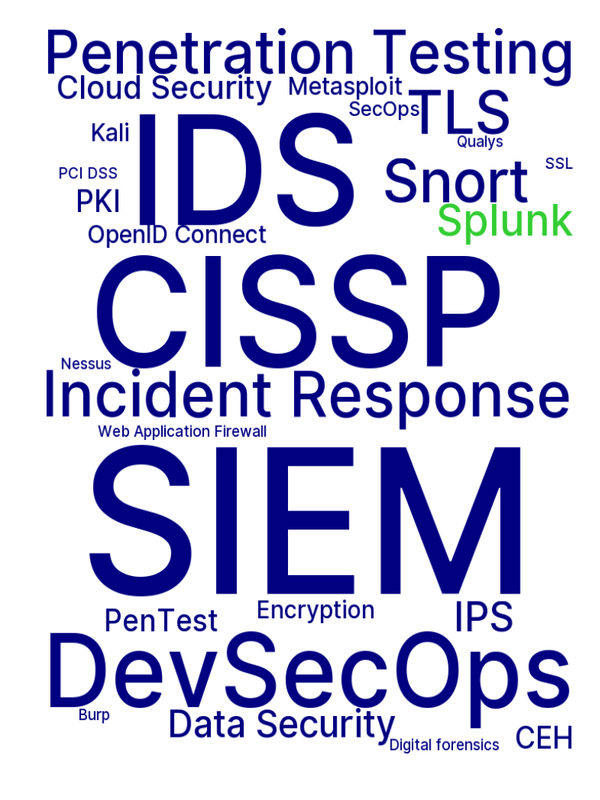 Penetration Testing
Cloud Security
Metasploit
SecOps
TLS
Kali
IDS
Qualys
PCI DSS
Snort
SSL
PKI
Splunk
OpenID Connect
CISSP
Nessus
Incident Response
Web Application Firewall
SIEM
PenTest
Encryption
IPS
DevSecOps
Burp
Data Security
Digital forensics
CEH